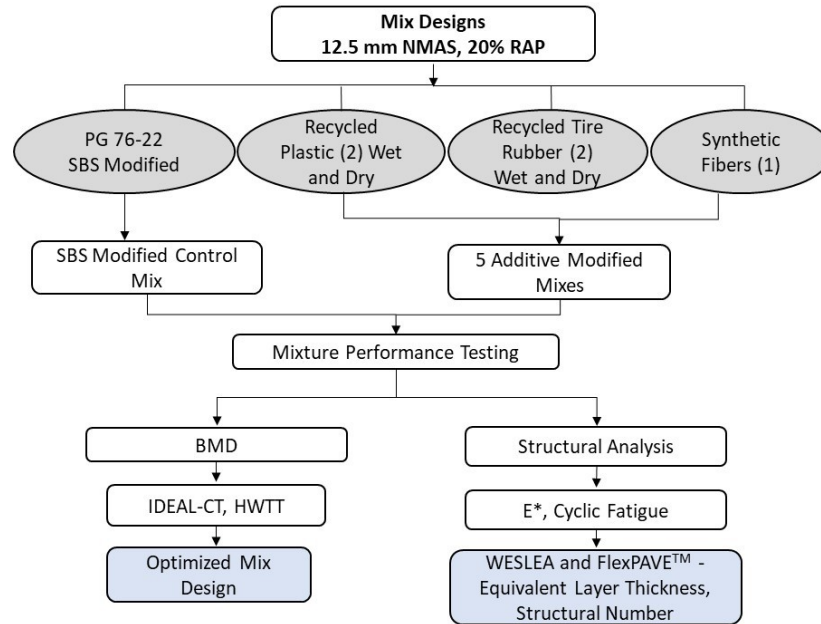 Mix Designs
12.5 mm NMAS, 20% RAP
PG 76-22
SBS Modified
Recycled
Plastic (2) Wet
and Dry
Recycled Tire
Rubber (2)
Wet and Dry
Synthetic
Fibers (1)
SBS Modified Control
Mix
5 Additive Modified
Mixes
Mixture Performance Testing
BMD
Structural Analysis
IDEAL-CT, HWTT
E*, Cyclic Fatigue
Optimized Mix
Design
WESLEA and FlexPAVE™ -
Equivalent Layer Thickness,
Structural Number